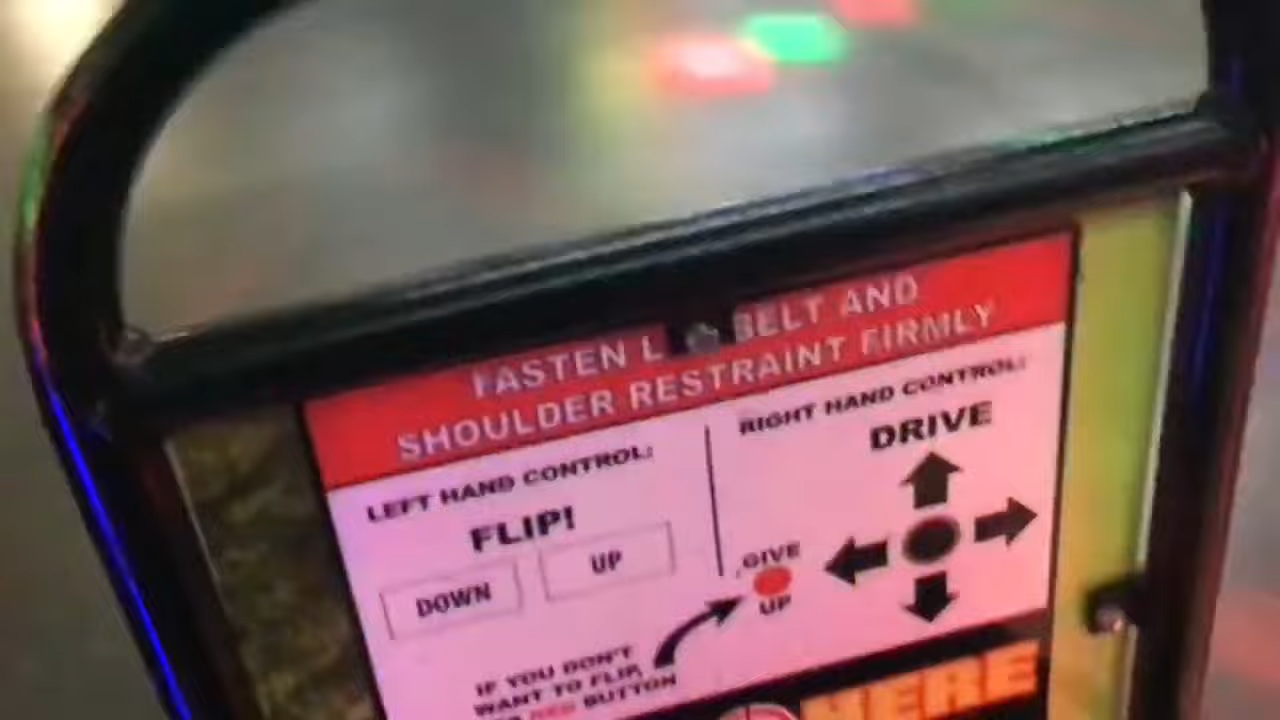 FASTEN L BELT AND
SHOULDER RESTRAINT FIRMLY
LEFT HAND CONTROL:
FLIP!
DOWN
UP
RIGHT HAND CONTROL:
DRIVE
GIVE
UP
IF YOU DON'T
WANT TO FLIP,
RED BUTTON
HERE